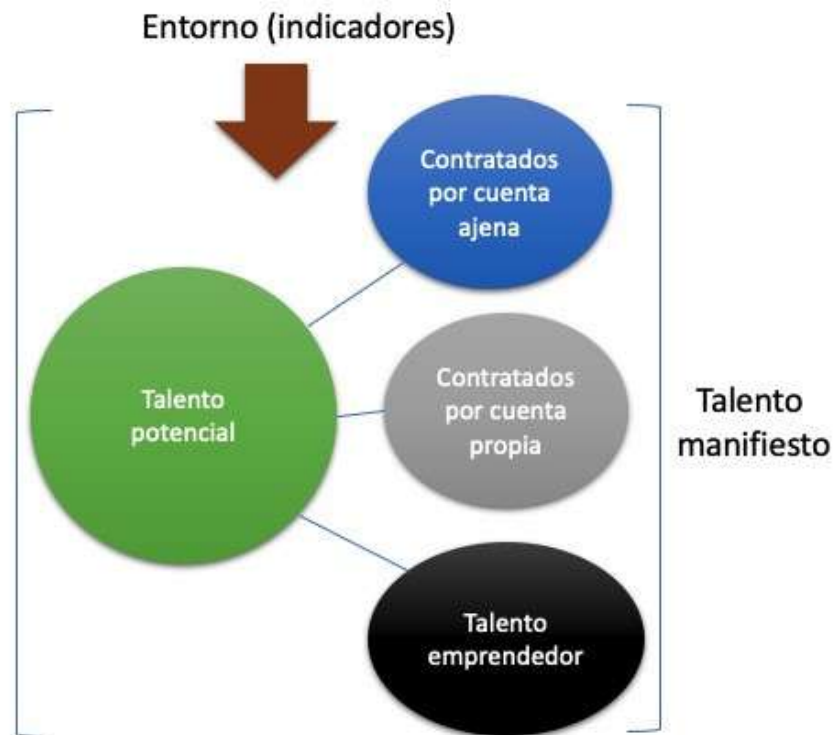 Entorno (indicadores)
Contratados
por cuenta
ajena
Talento
potencial
Contratados
por cuenta
propia
Talento
manifiesto
Talento
emprendedor